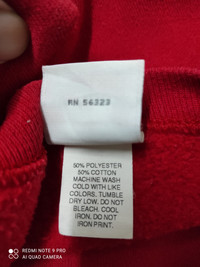 RN 56323
50% POLYESTER
50% COTTON
MACHINE WASH
COLD WITH LIKE
COLORS, TUMBLE
DRY LOW, DO NOT
BLEACH. COOL
IRON. DO NOT
IRON PRINT.
REDMI NOTE 9 PRO
AI QUAD CAMERA